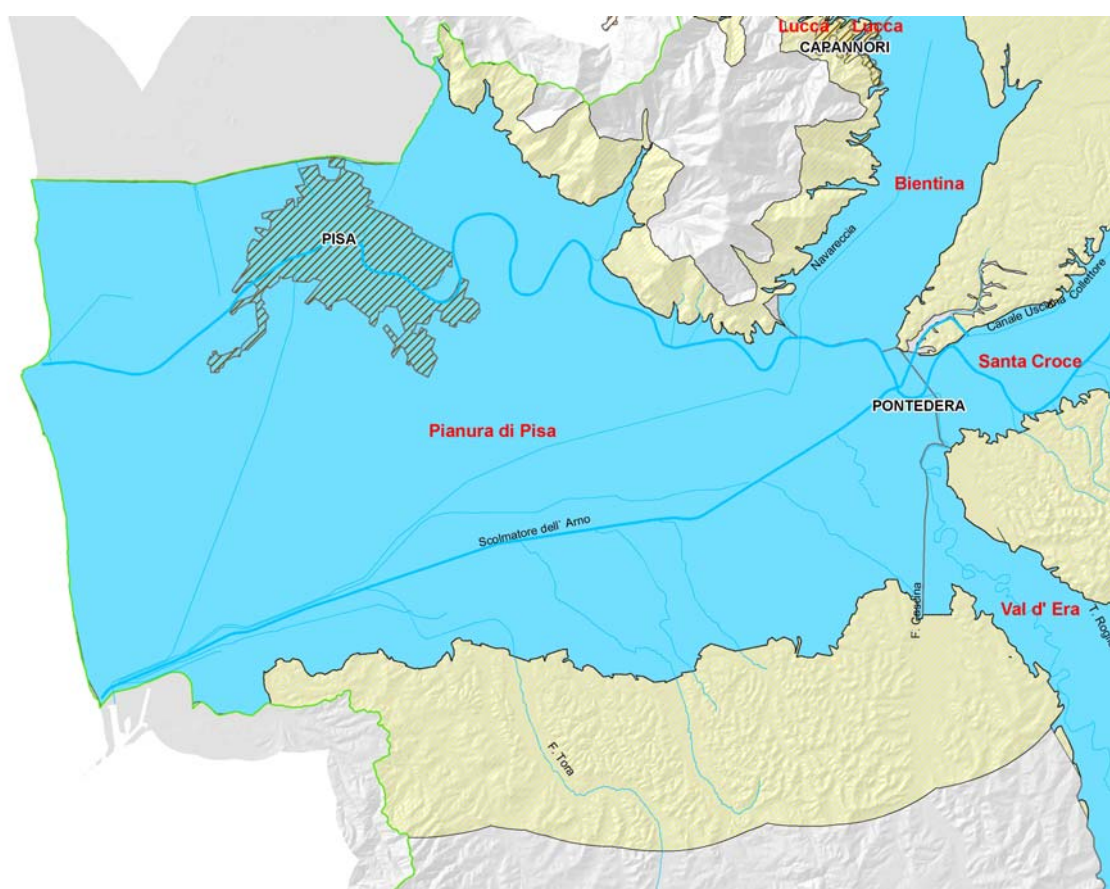 Lucca Lucca
CAPANNORI
Bientina
PISA
Navareccia
Canale Usciana Collettore
Santa Croce
PONTEDERA
Pianura di Pisa
Scolmatore dell' Arno
F. Cascina
Val d' Era
F. Tora